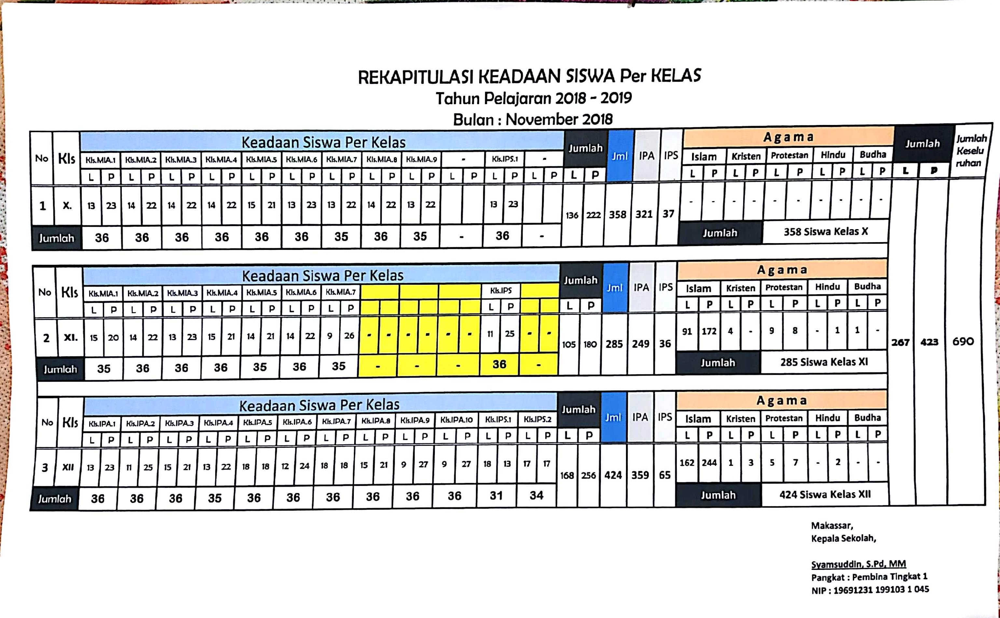 REKAPITULASI KEADAAN SISWA Per KELAS
Tahun Pelajaran 2018 - 2019
Bulan : November 2018
No Kls Keadaan Siswa Per Kelas Jumlah Jml IPA IPS Agama Jumlah Jumlah Keselu ruhan
Kls.MIA.1 Kls.MIA.2 Kls.MIA.3 Kls.MIA.4 Kls.MIA.5 Kls.MIA.6 Kls.MIA.7 Kls.MIA.8 Kls.MIA.9 - Kls.IPS.1 - Islam Kristen Protestan Hindu Budha
L P L P L P L P L P L P L P L P L P L P L P L P L P L P L P L P L P L P L P
1 X. 13 23 14 22 14 22 14 22 15 21 13 23 13 22 14 22 13 22 13 23 136 222 358 321 37 - - - - - - - - - -
Jumlah 36 36 36 36 36 36 35 36 35 - 36 - Jumlah 358 Siswa Kelas X
No Kls Keadaan Siswa Per Kelas Jumlah Jml IPA IPS Agama
Kls.MIA.1 Kls.MIA.2 Kls.MIA.3 Kls.MIA.4 Kls.MIA.5 Kls.MIA.6 Kls.MIA.7 Kls.IPS Islam Kristen Protestan Hindu Budha
L P L P L P L P L P L P L P L P L P L P L P L P L P L P
2 XI. 15 20 14 22 13 23 15 21 14 21 14 22 9 26 - - - - - - 11 25 - - 105 180 285 249 36 91 172 4 - 9 8 - 1 1 - 267 423 690
Jumlah 35 36 36 36 35 36 35 - - - 36 - Jumlah 285 Siswa Kelas XI
No Kls Keadaan Siswa Per Kelas Jumlah Jml IPA IPS Agama
Kls.IPA.1 Kls.IPA.2 Kls.IPA.3 Kls.IPA.4 Kls.IPA.5 Kls.IPA.6 Kls.IPA.7 Kls.IPA.8 Kls.IPA.9 Kls.IPA.10 Kls.IPS.1 Kls.IPS.2 Islam Kristen Protestan Hindu Budha
L P L P L P L P L P L P L P L P L P L P L P L P L P L P L P L P L P L P
3 XII 13 23 11 25 15 21 13 22 18 18 12 24 18 18 15 21 9 27 9 27 18 13 17 17 168 256 424 359 65 162 244 1 3 5 7 - 2 - -
Jumlah 36 36 36 35 36 36 36 36 36 36 31 34 Jumlah 424 Siswa Kelas XII
Makassar,
Kepala Sekolah,
Syamsuddin, S.Pd, MM
Pangkat : Pembina Tingkat 1
NIP : 19691231 199103 1 045